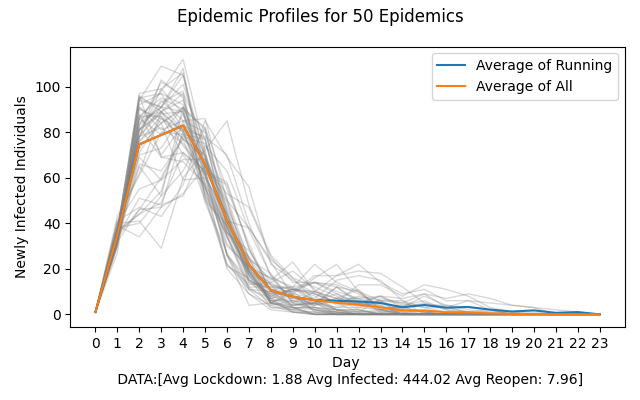 Epidemic Profiles for 50 Epidemics
Average of Running
Average of All
Newly Infected Individuals
100
80
60
40
20
0
0 1 2 3 4 5 6 7 8 9 10 11 12 13 14 15 16 17 18 19 20 21 22 23
Day
DATA:[Avg Lockdown: 1.88 Avg Infected: 444.02 Avg Reopen: 7.96]